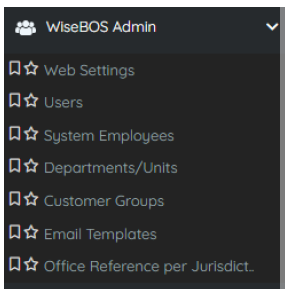 WiseBOS Admin
Web Settings
Users
System Employees
Departments/Units
Customer Groups
Email Templates
Office Reference per Jurisdict..